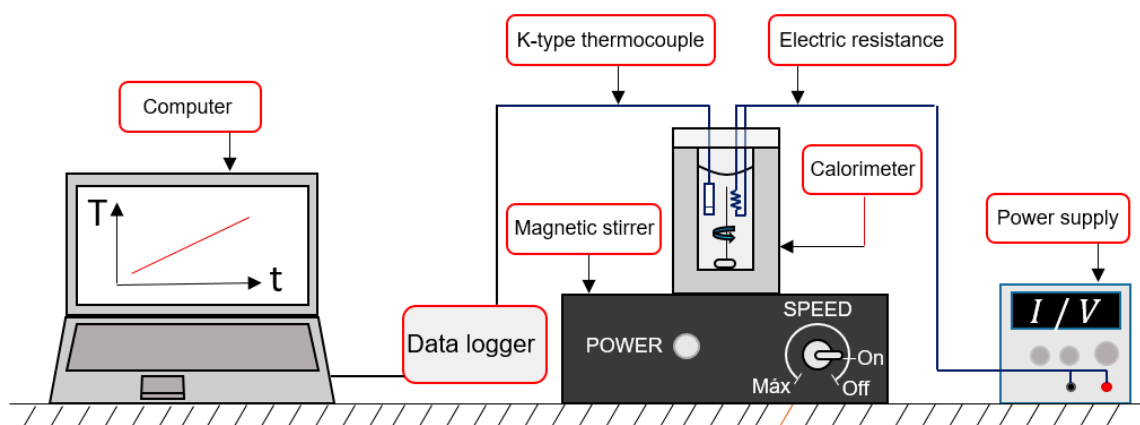 K-type thermocouple
Electric resistance
Computer
Calorimeter
T
t
Magnetic stirrer
Power supply
I / V
Data logger
POWER
SPEED
On
Máx
Off